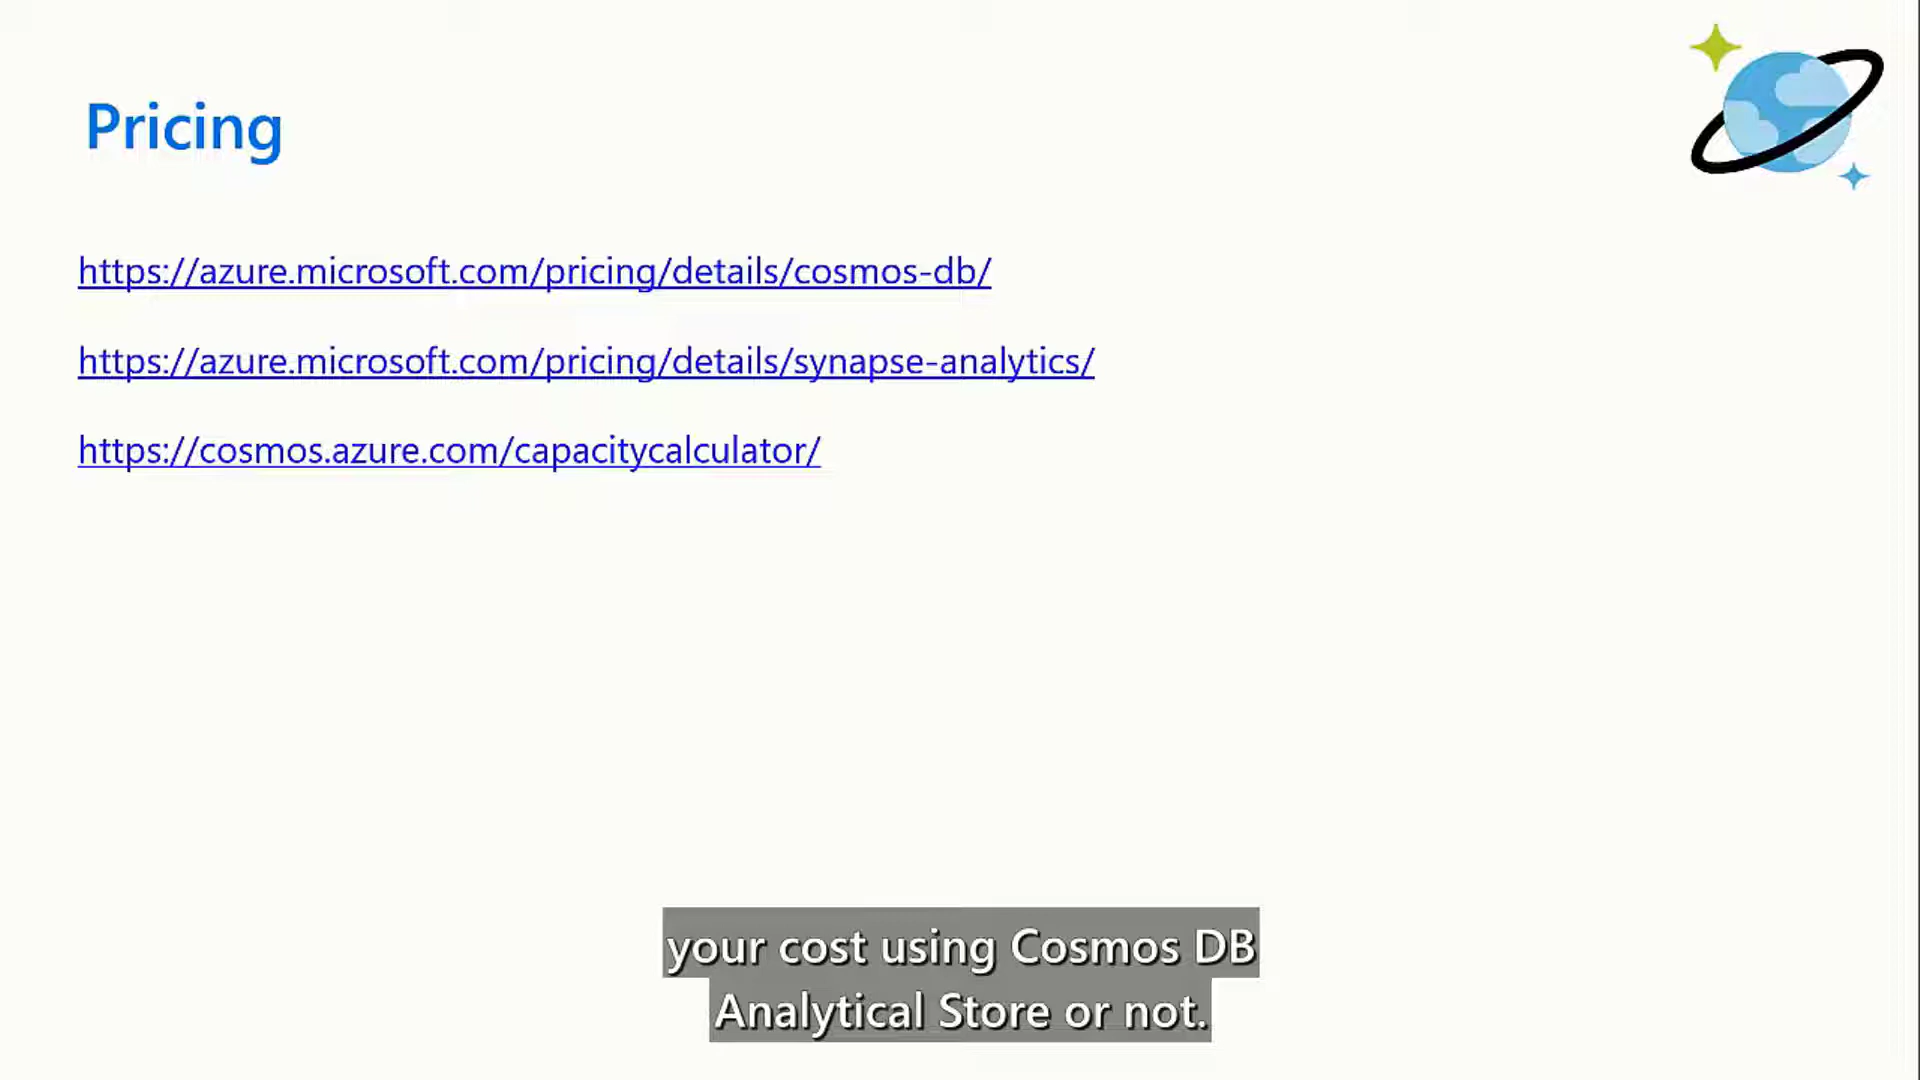 Pricing
https://azure.microsoft.com/pricing/details/cosmos-db/
https://azure.microsoft.com/pricing/details/synapse-analytics/
https://cosmos.azure.com/capacitycalculator/
your cost using Cosmos DB
Analytical Store or not.